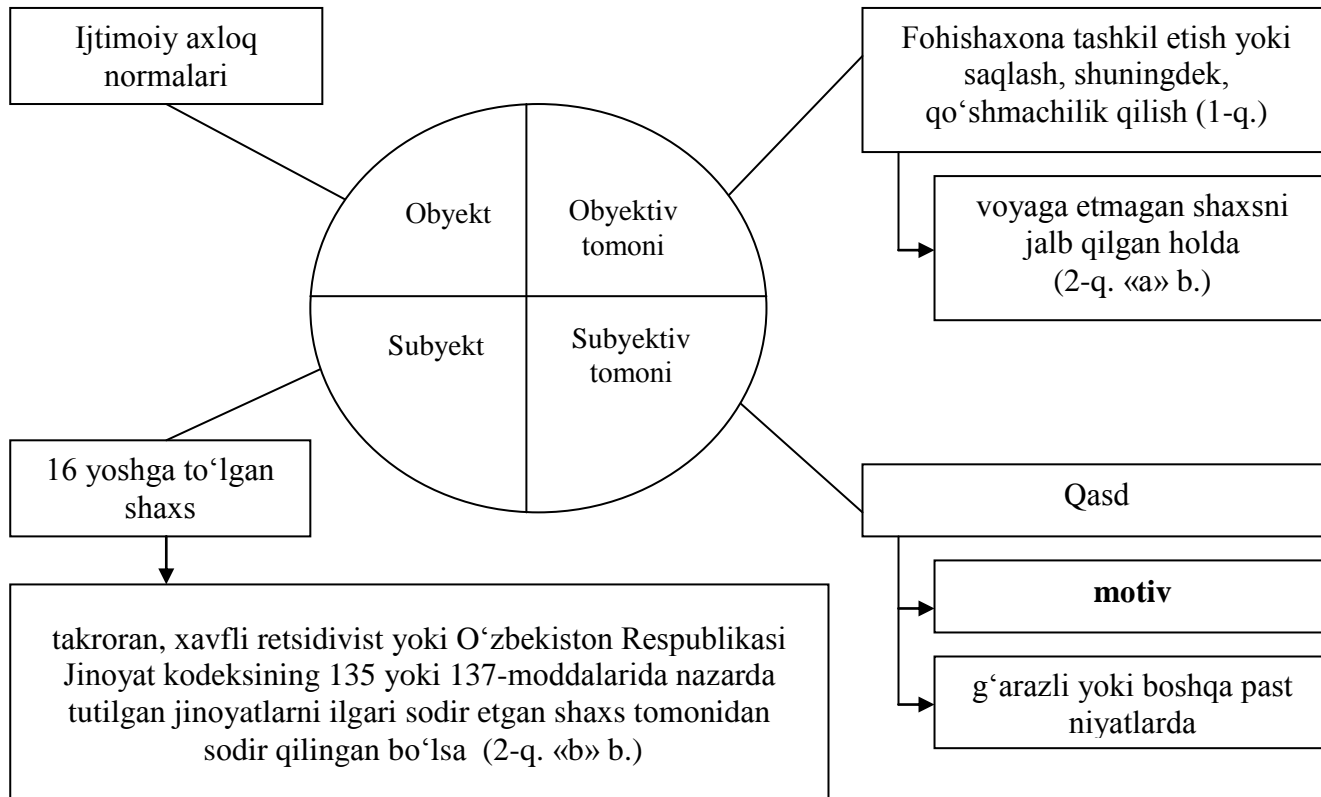 Ijtimoiy axloq
normalari
Fohishaxona tashkil etish yoki
saqlash, shuningdek,
qo‘shmachilik qilish (1-q.)
voyaga etmagan shaxsni
jalb qilgan holda
(2-q. «a» b.)
Obyekt
Obyektiv
tomoni
Subyekt
Subyektiv
tomoni
16 yoshga to‘lgan
shaxs
takroran, xavfli retsidivist yoki O‘zbekiston Respublikasi
Jinoyat kodeksining 135 yoki 137-moddalarida nazarda
tutilgan jinoyatlarni ilgari sodir etgan shaxs tomonidan
sodir qilingan bo‘lsa (2-q. «b» b.)
Qasd
motiv
g‘arazli yoki boshqa past
niyatlarda